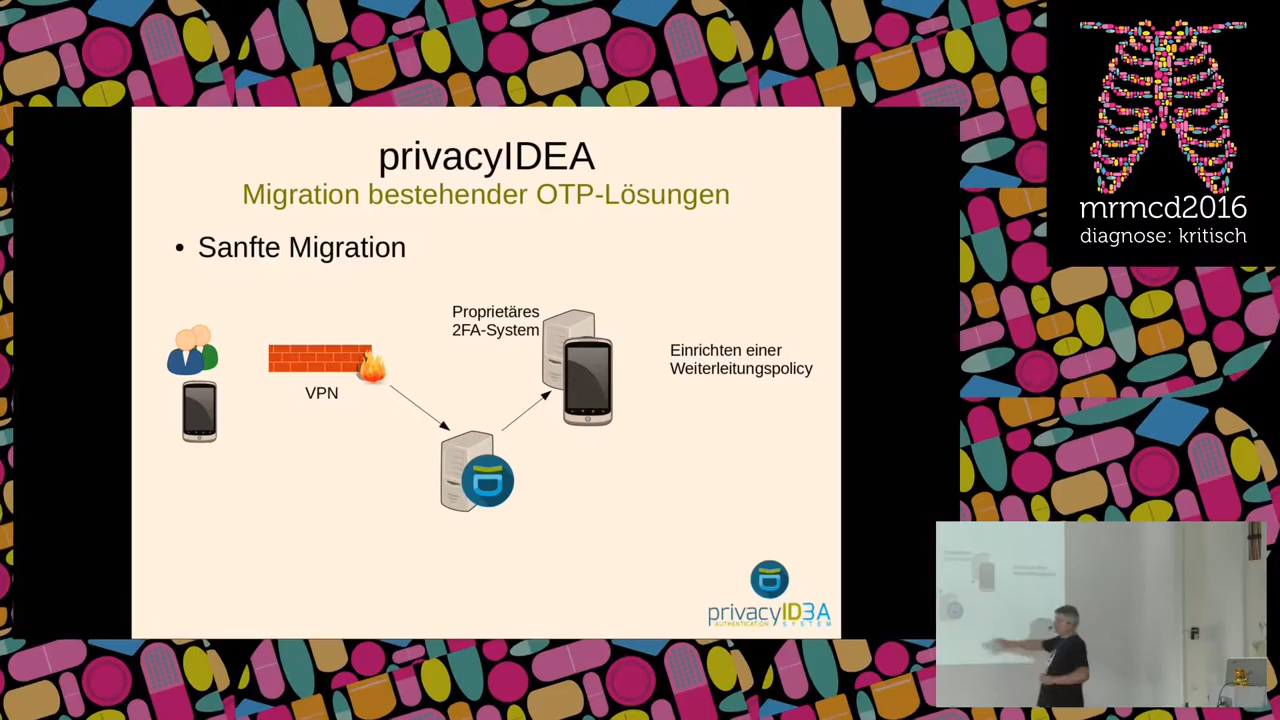 privacyIDEA
Migration bestehender OTP-Lösungen
• Sanfte Migration
Proprietäres
2FA-System
Einrichten einer
Weiterleitungspolicy
VPN
privacyID3A
AUTHENTICATION SYSTEM
mrmcd2016
diagnose: kritisch